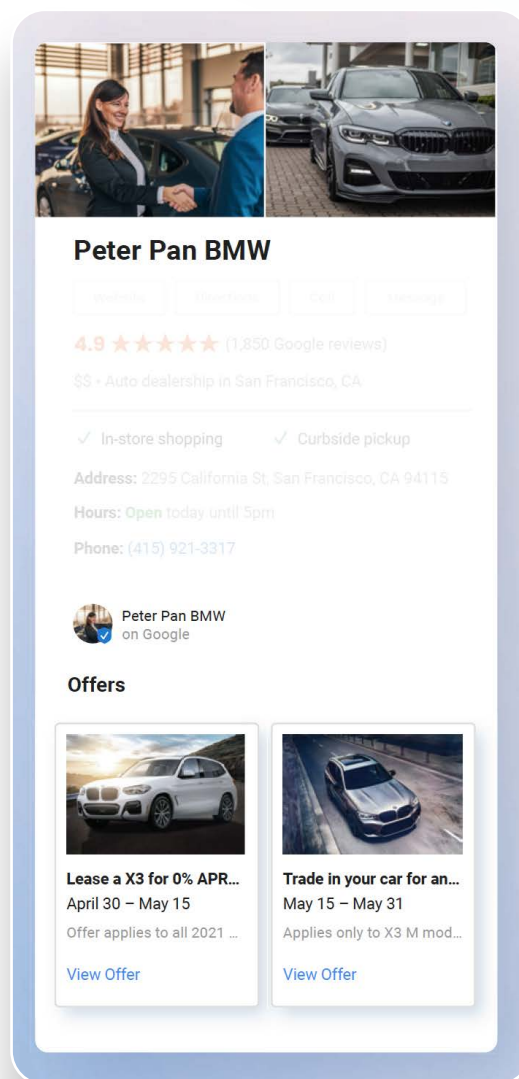 Peter Pan BMW
Website Directions Call Message
4.9 ★★★★★ (1,850 Google reviews)
$$ • Auto dealership in San Francisco, CA
✓ In-store shopping ✓ Curbside pickup
Address: 2295 California St, San Francisco, CA 94115
Hours: Open today until 5pm
Phone: (415) 921-3317
Peter Pan BMW
on Google
Offers
Lease a X3 for 0% APR...
April 30 – May 15
Offer applies to all 2021 ...
View Offer
Trade in your car for an...
May 15 – May 31
Applies only to X3 M mod...
View Offer